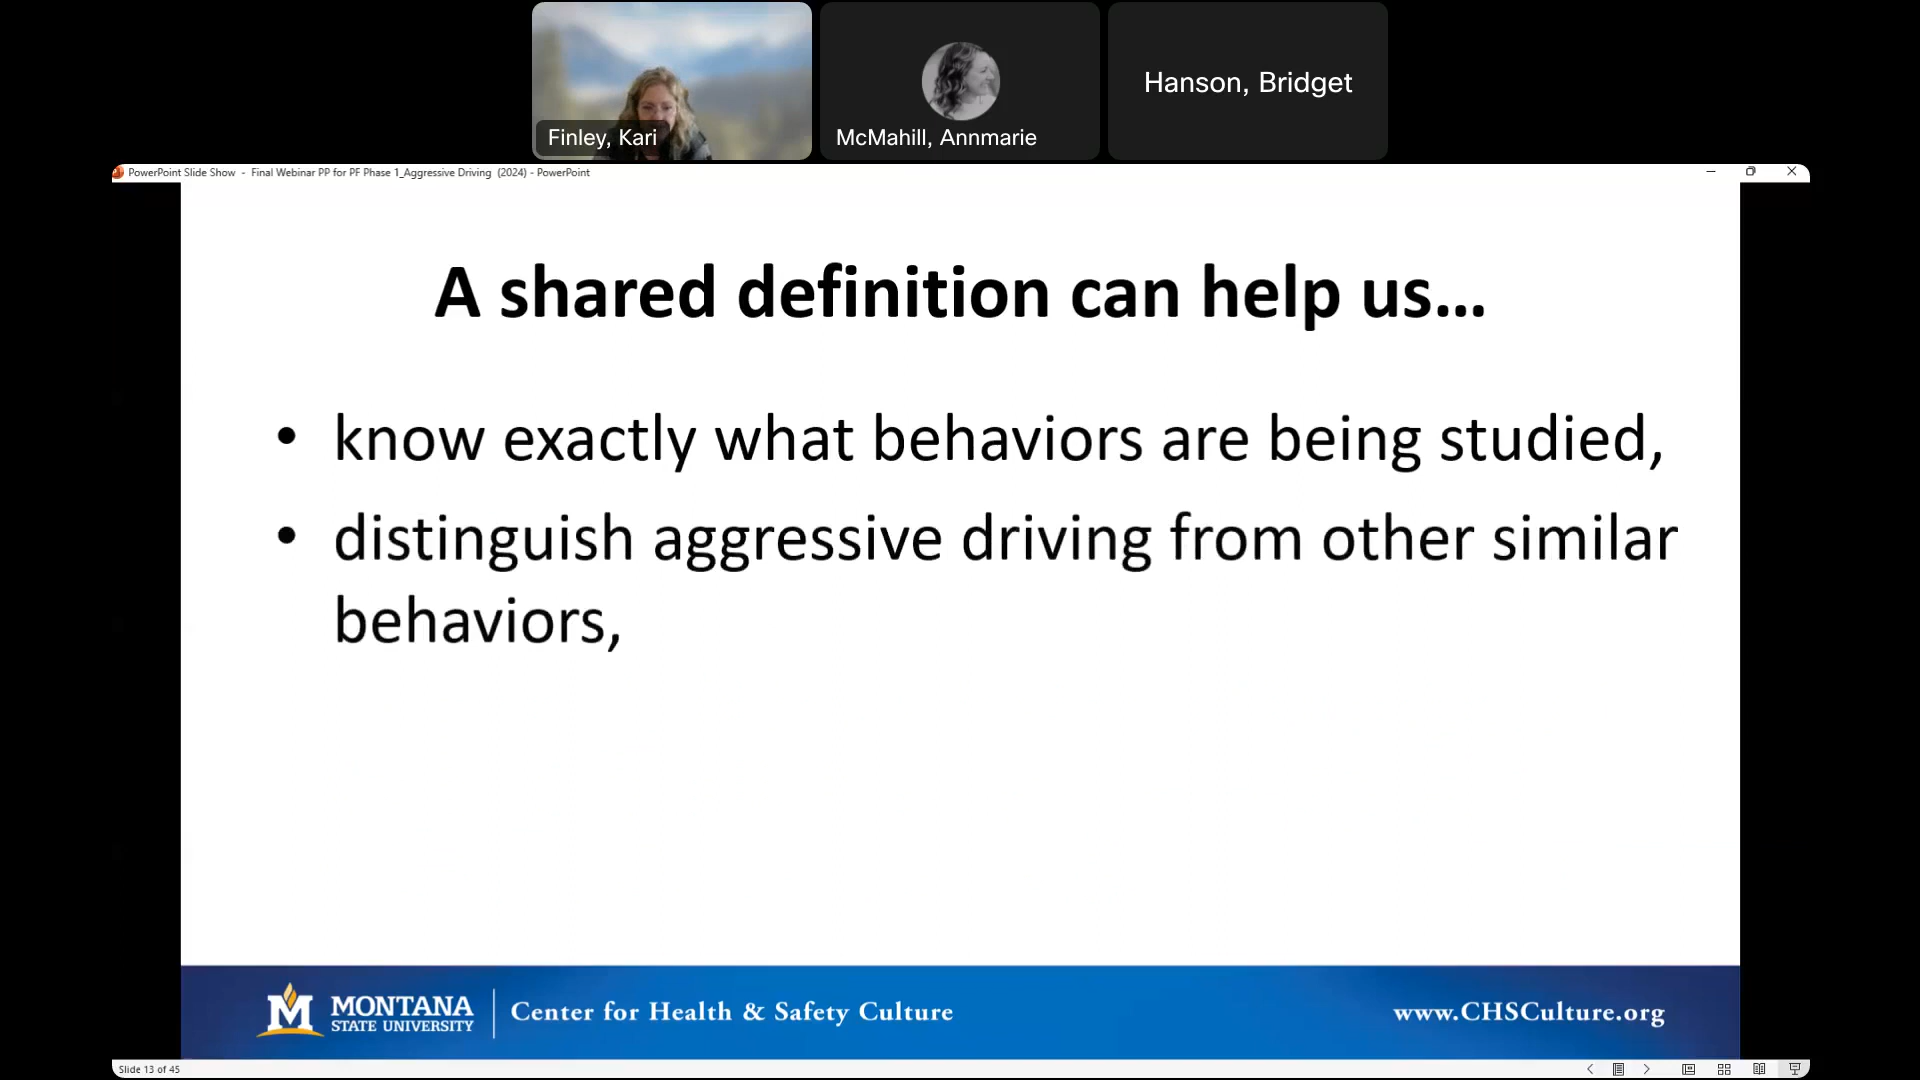 Finley, Kari
McMahill, Annmarie
Hanson, Bridget
PowerPoint Slide Show - Final Webinar PP for PF Phase 1_Aggressive Driving (2024) - PowerPoint
A shared definition can help us...
• know exactly what behaviors are being studied,
• distinguish aggressive driving from other similar
behaviors,
M MONTANA
STATE UNIVERSITY
Center for Health & Safety Culture
www.CHSCulture.org
Slide 13 of 45